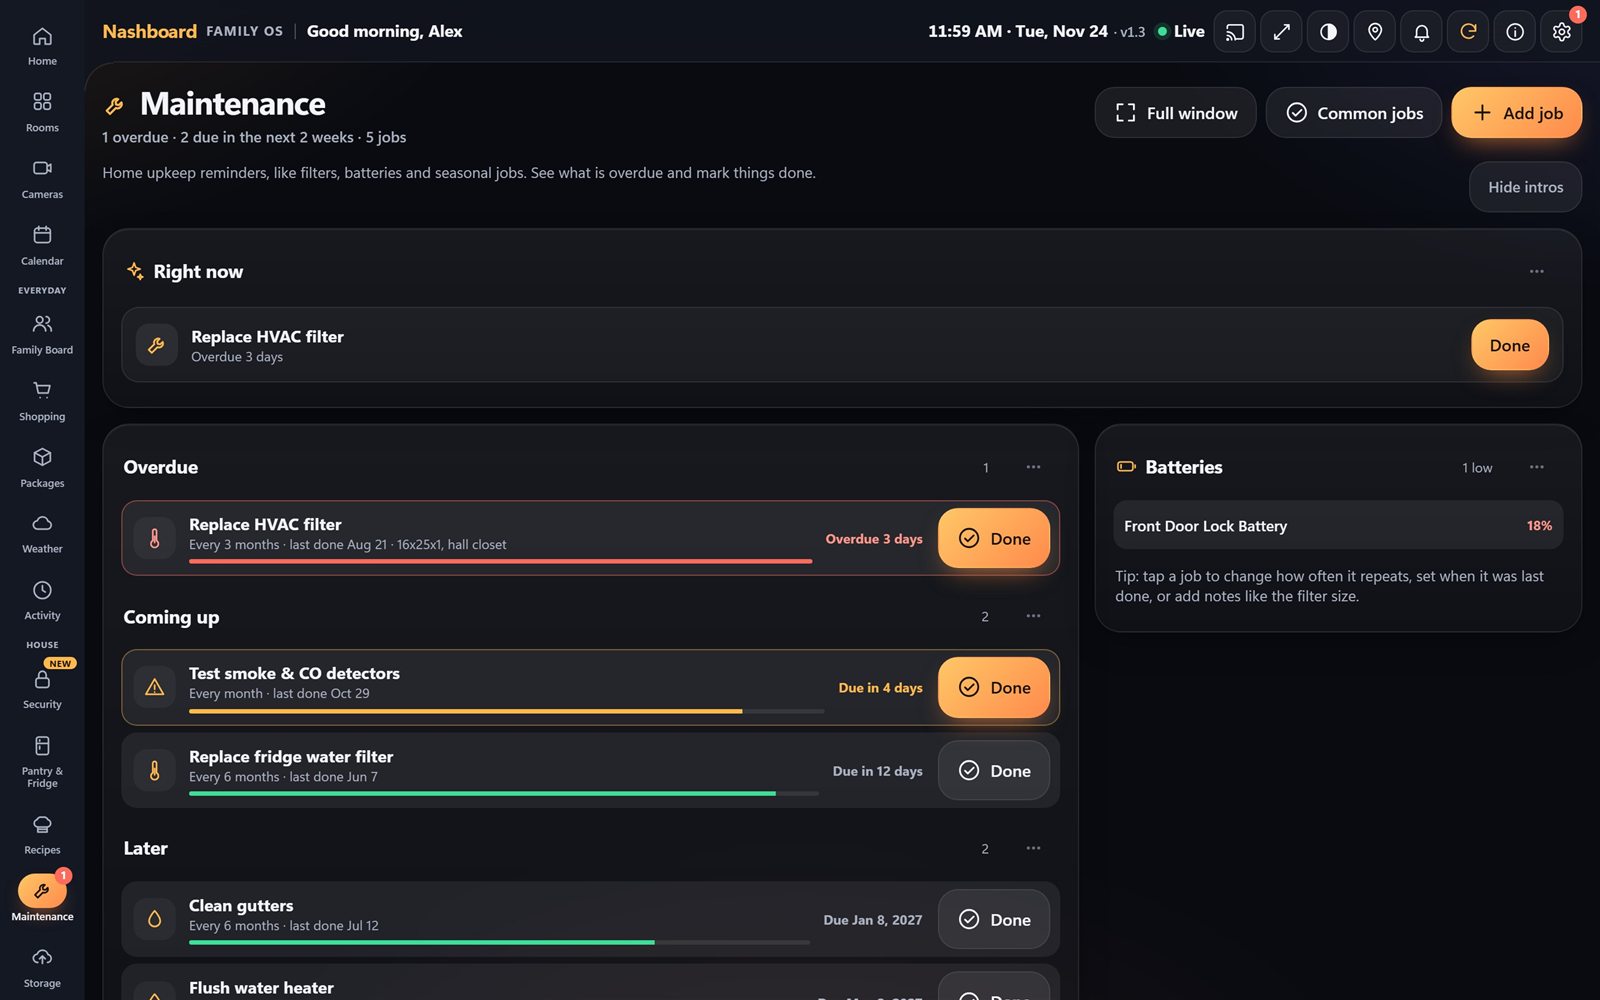 Nashboard FAMILY OS | Good morning, Alex
11:59 AM · Tue, Nov 24 · v1.3 Live
1
Home
Rooms
Cameras
Calendar
EVERYDAY
Family Board
Shopping
Packages
Weather
Activity
HOUSE
NEW
Security
Pantry &
Fridge
Recipes
1
Maintenance
Storage
Maintenance
1 overdue · 2 due in the next 2 weeks · 5 jobs
Home upkeep reminders, like filters, batteries and seasonal jobs. See what is overdue and mark things done.
Full window
Common jobs
Add job
Hide intros
Right now
Replace HVAC filter
Overdue 3 days
Done
Overdue
1
Replace HVAC filter
Every 3 months · last done Aug 21 · 16x25x1, hall closet
Overdue 3 days
Done
Coming up
2
Test smoke & CO detectors
Every month · last done Oct 29
Due in 4 days
Done
Replace fridge water filter
Every 6 months · last done Jun 7
Due in 12 days
Done
Later
2
Clean gutters
Every 6 months · last done Jul 12
Due Jan 8, 2027
Done
Flush water heater
Batteries
1 low
Front Door Lock Battery
18%
Tip: tap a job to change how often it repeats, set when it was last
done, or add notes like the filter size.